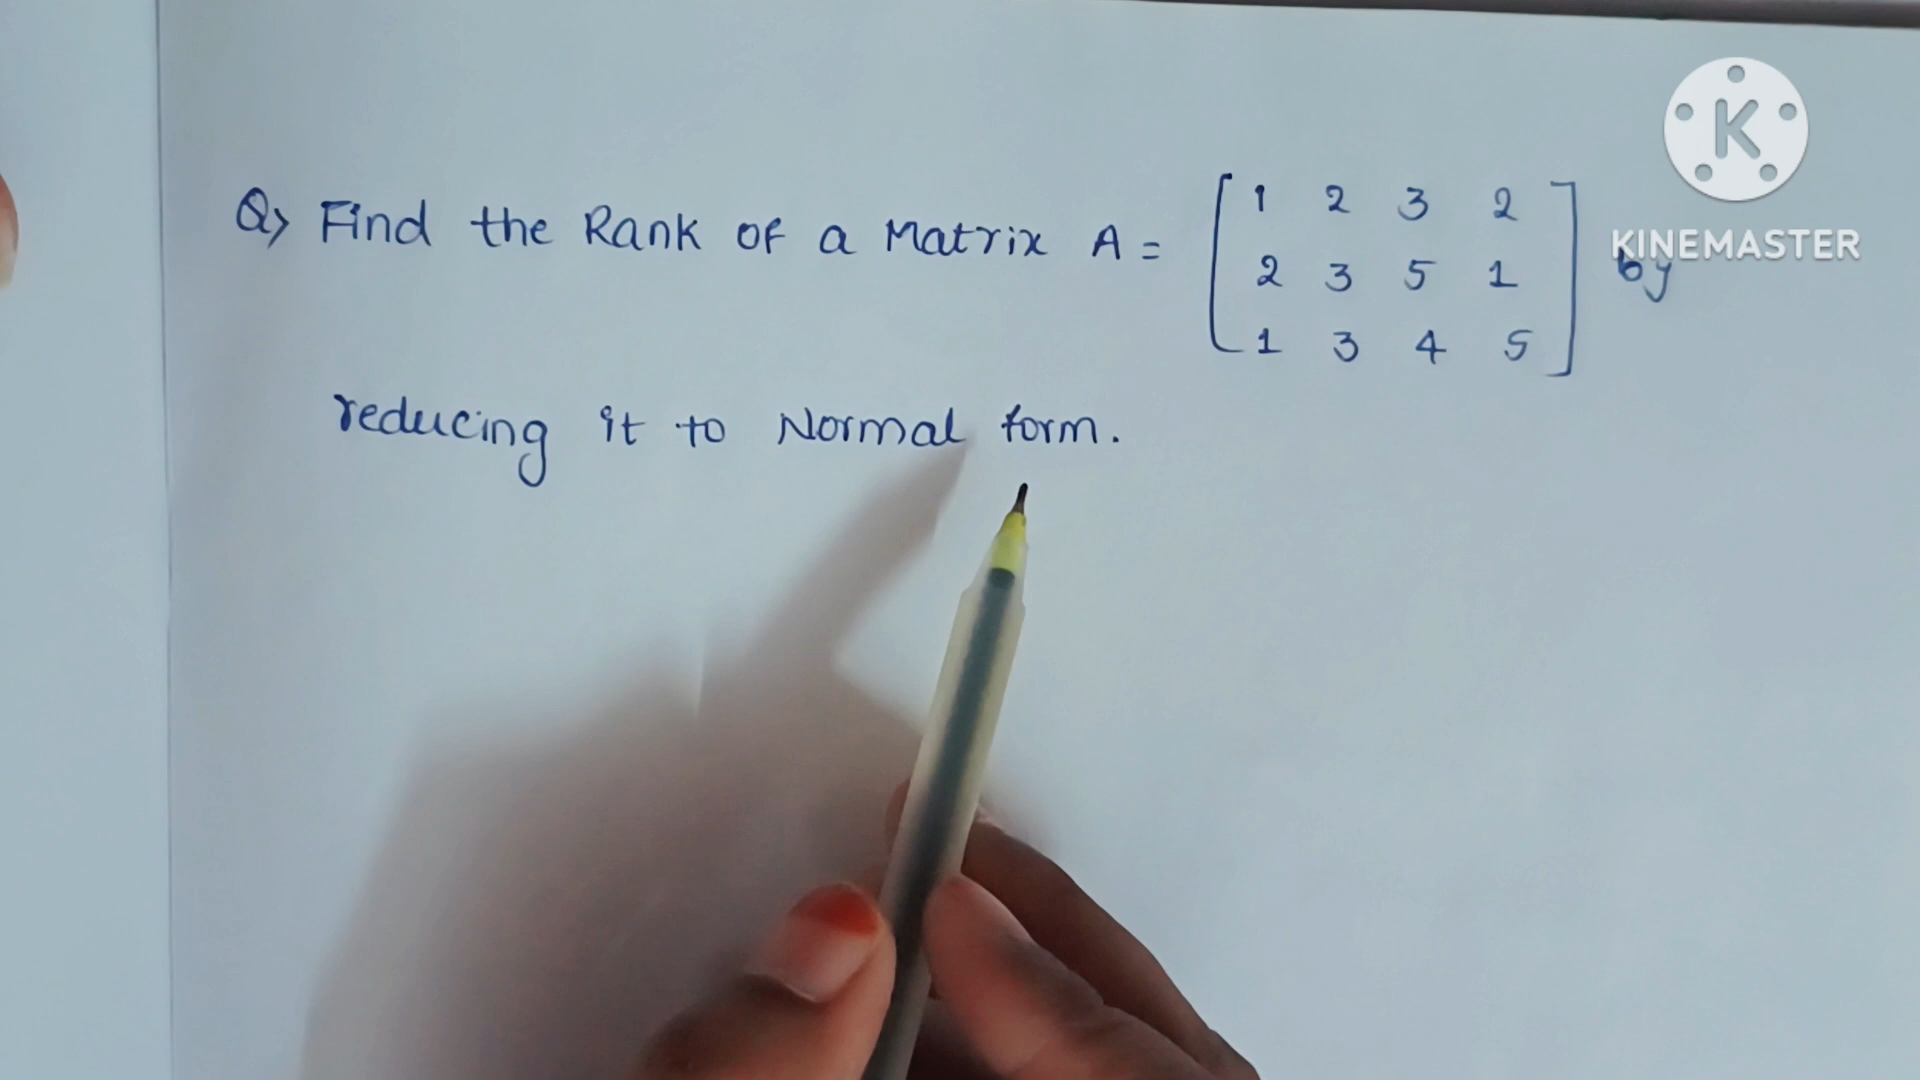 Q> Find the Rank of a Matrix A = [ 1 2 3 2
2 3 5 1
1 3 4 5 ] by
reducing it to Normal form.
K
KINEMASTER